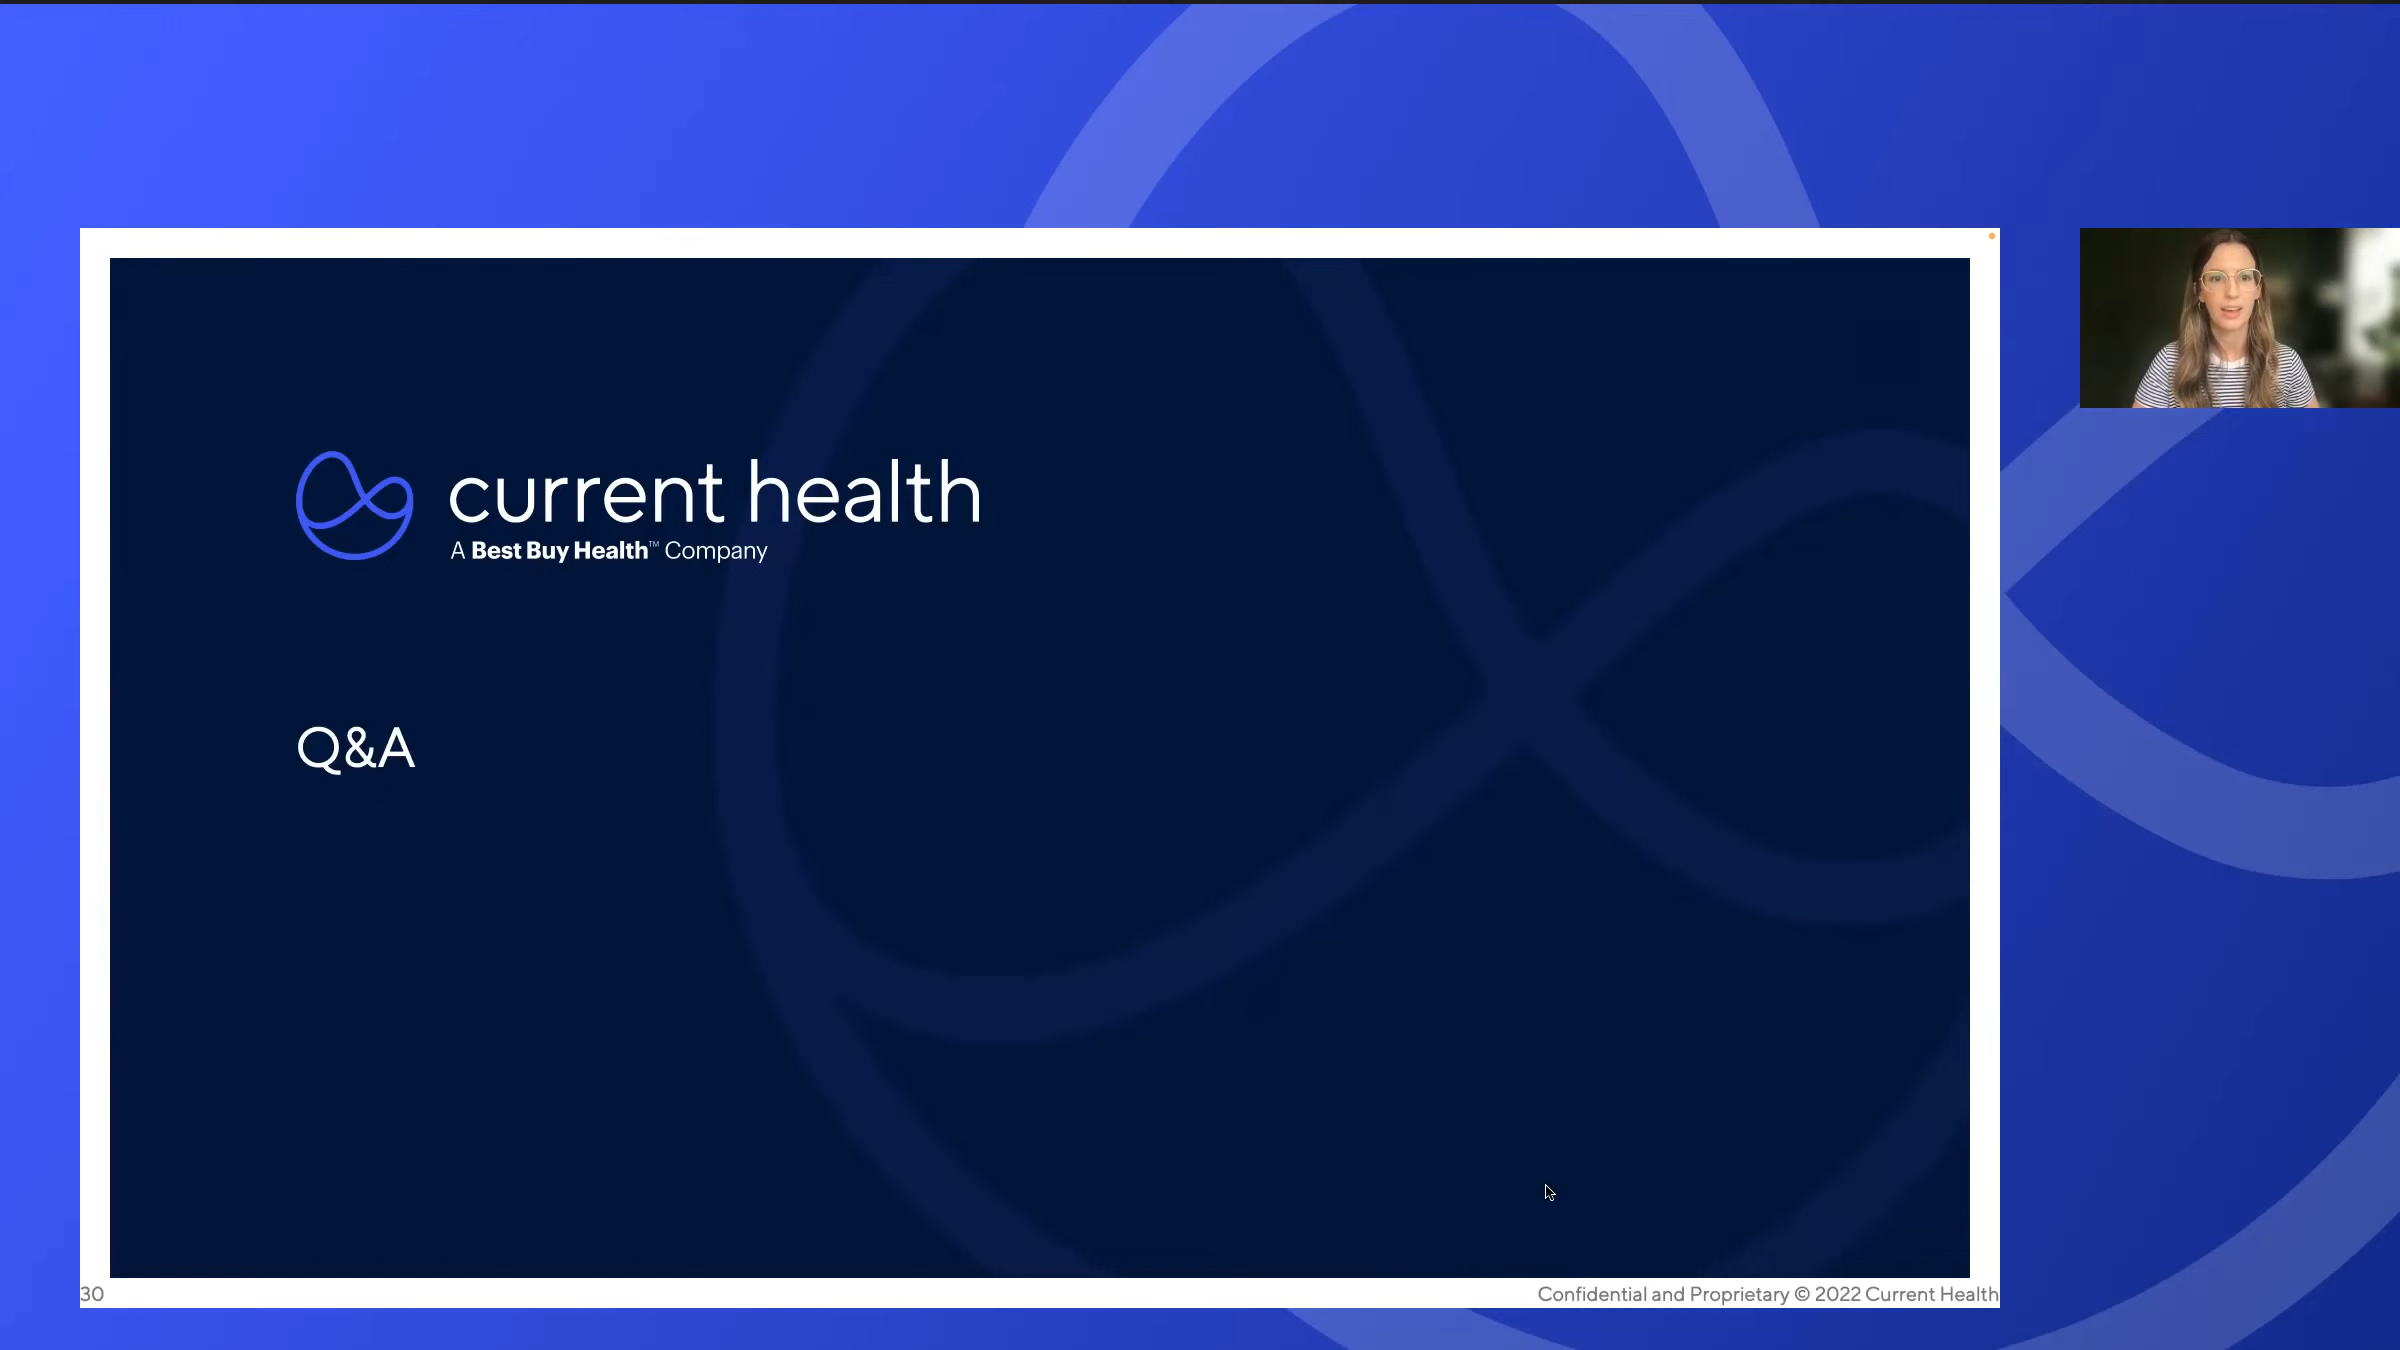 current health
A Best Buy Health™ Company
Q&A
30
Confidential and Proprietary © 2022 Current Health